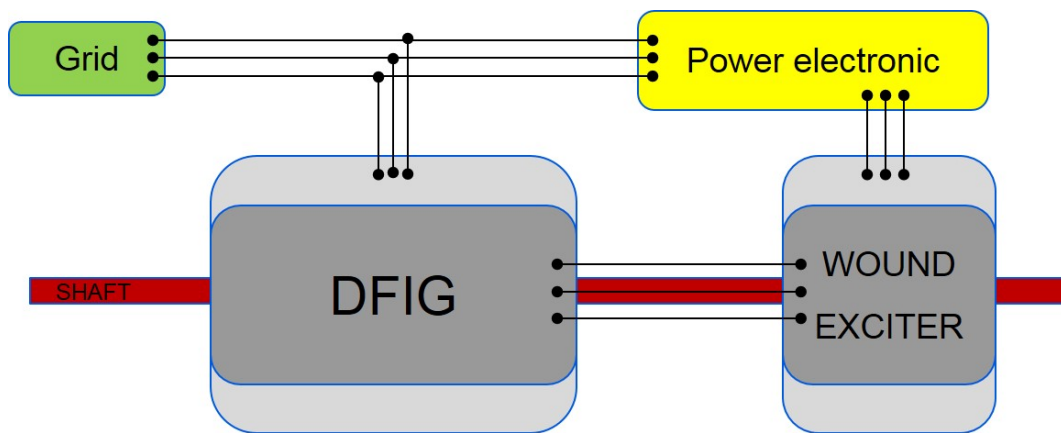 Grid
Power electronic
DFIG
WOUND
EXCITER
SHAFT